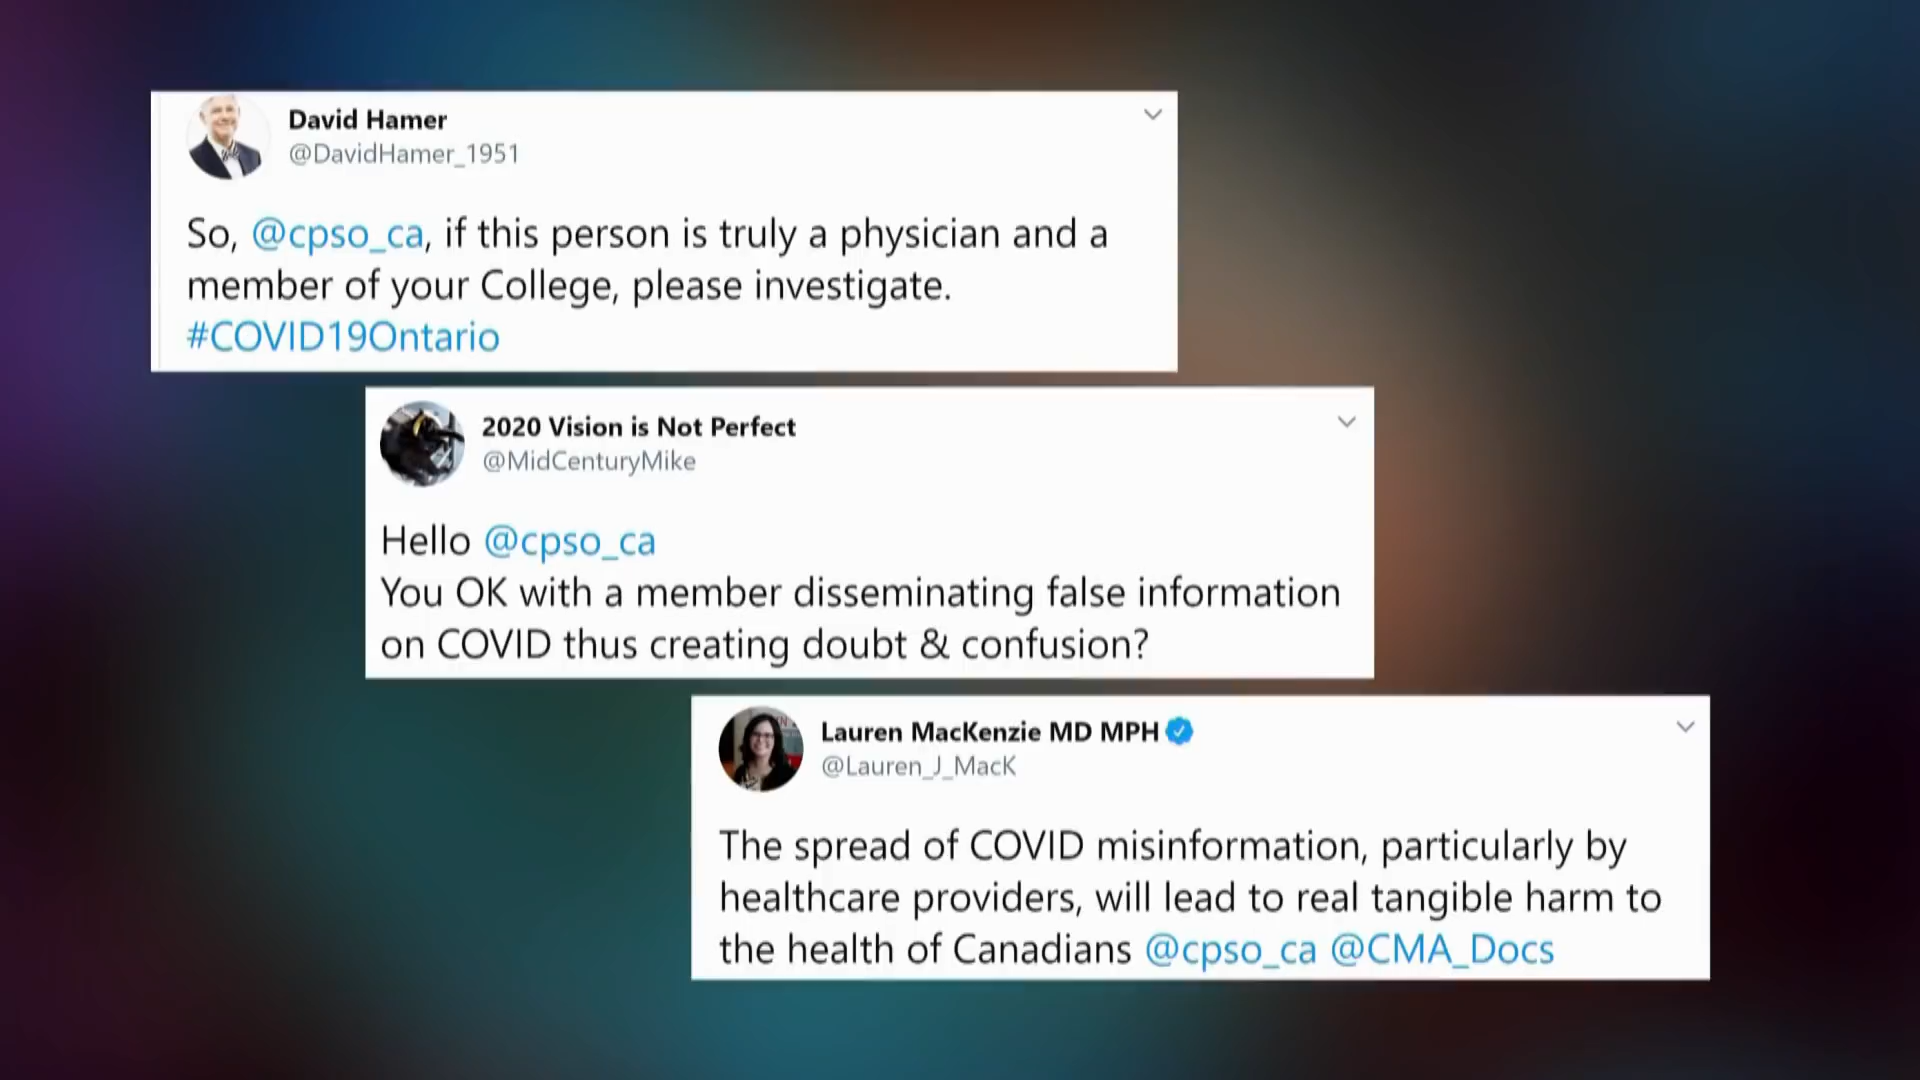 David Hamer
@DavidHamer_1951
So, @cpso_ca, if this person is truly a physician and a
member of your College, please investigate.
#COVID19Ontario
2020 Vision is Not Perfect
@MidCenturyMike
Hello @cpso_ca
You OK with a member disseminating false information
on COVID thus creating doubt & confusion?
Lauren MacKenzie MD MPH
@Lauren_J_MacK
The spread of COVID misinformation, particularly by
healthcare providers, will lead to real tangible harm to
the health of Canadians @cpso_ca @CMA_Docs